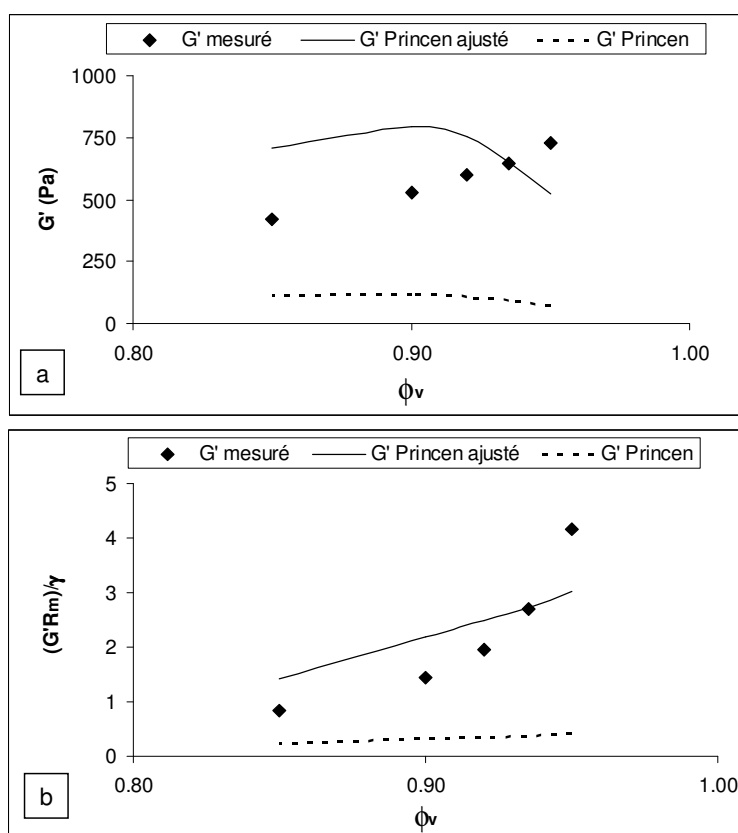 G' mesuré G' Princen ajusté G' Princen
1000
750
500
250
0
G' (Pa)
0.80 0.90 1.00
ϕv
a
G' mesuré G' Princen ajusté G' Princen
5
4
3
2
1
0
(G'Rm)/γ
0.80 0.90 1.00
ϕv
b